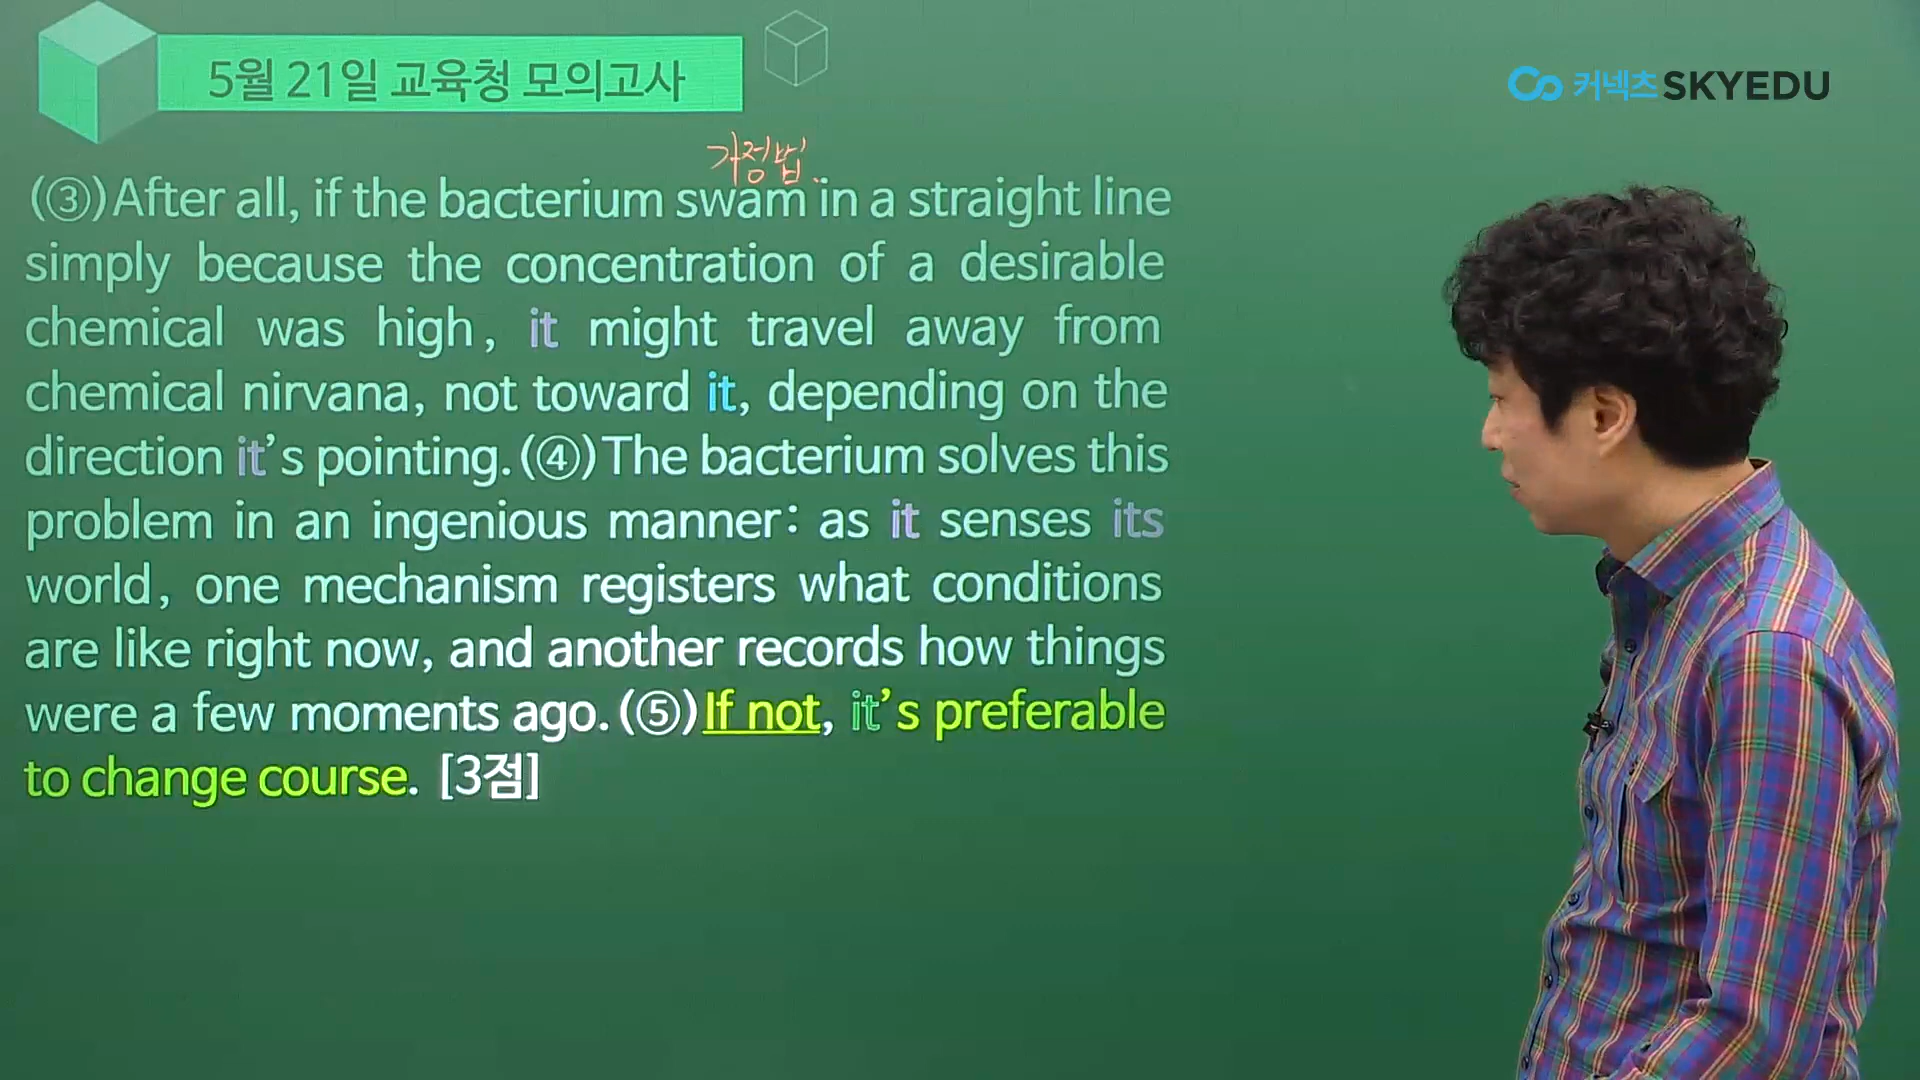 5월 21일 교육청 모의고사
커넥츠 SKYEDU
가정법
(③)After all, if the bacterium swam in a straight line
simply because the concentration of a desirable
chemical was high, it might travel away from
chemical nirvana, not toward it, depending on the
direction it's pointing. (④)The bacterium solves this
problem in an ingenious manner: as it senses its
world, one mechanism registers what conditions
are like right now, and another records how things
were a few moments ago. (⑤)If not, it's preferable
to change course. [3점]